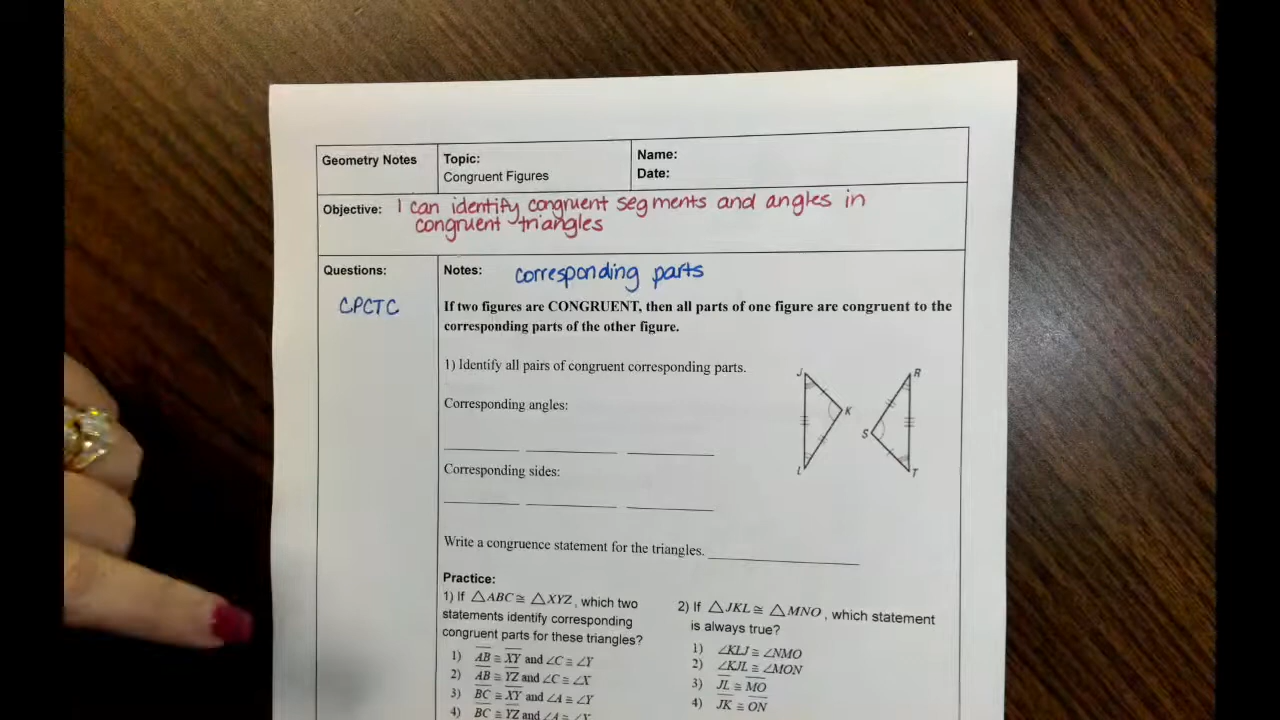 Geometry Notes
Topic:
Congruent Figures
Name:
Date:
Objective: I can identify congruent segments and angles in
congruent triangles
Questions:
CPCTC
Notes: corresponding parts
If two figures are CONGRUENT, then all parts of one figure are congruent to the
corresponding parts of the other figure.
1) Identify all pairs of congruent corresponding parts.
Corresponding angles:
Corresponding sides:
J
K
L
R
S
T
Write a congruence statement for the triangles.
Practice:
1) If △ABC ≅ △XYZ, which two
statements identify corresponding
congruent parts for these triangles?
1) AB ≅ XY and ∠C ≅ ∠Y
2) AB ≅ YZ and ∠C ≅ ∠X
3) BC ≅ XY and ∠A ≅ ∠Y
4) BC ≅ YZ and ∠A ≅ ∠X
2) If △JKL ≅ △MNO, which statement
is always true?
1) ∠KLJ ≅ ∠NMO
2) ∠KJL ≅ ∠MON
3) JL ≅ MO
4) JK ≅ ON